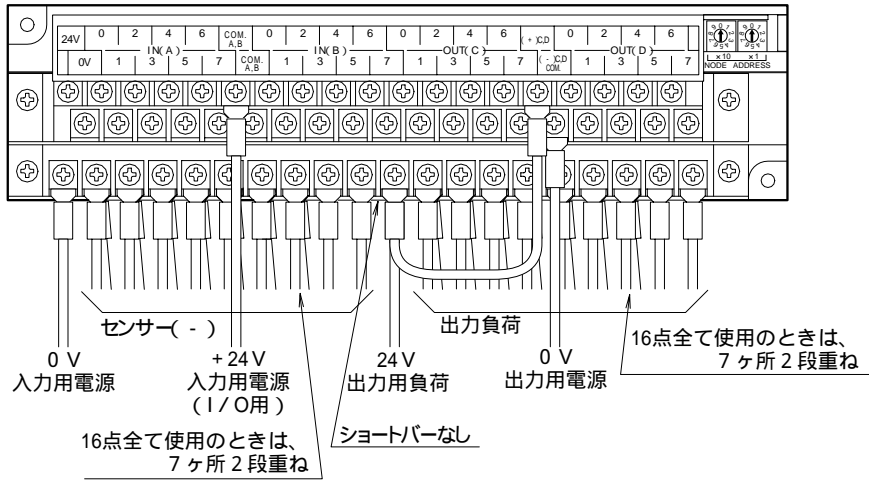 24V 0 2 4 6 COM. A,B 0 2 4 6 0 2 4 6 (+)C,D 0 2 4 6
IN(A) IN(B) OUT(C) OUT(D)
0V 1 3 5 7 COM. A,B 1 3 5 7 1 3 5 7 (-)C,D COM. 1 3 5 7
×10 ×1
NODE ADDRESS
センサー(-)
出力負荷
0 V
入力用電源
+24V
入力用電源
(I/O用)
24V
出力用負荷
0 V
出力用電源
16点全て使用のときは、
7ヶ所2段重ね
16点全て使用のときは、
7ヶ所2段重ね
ショートバーなし